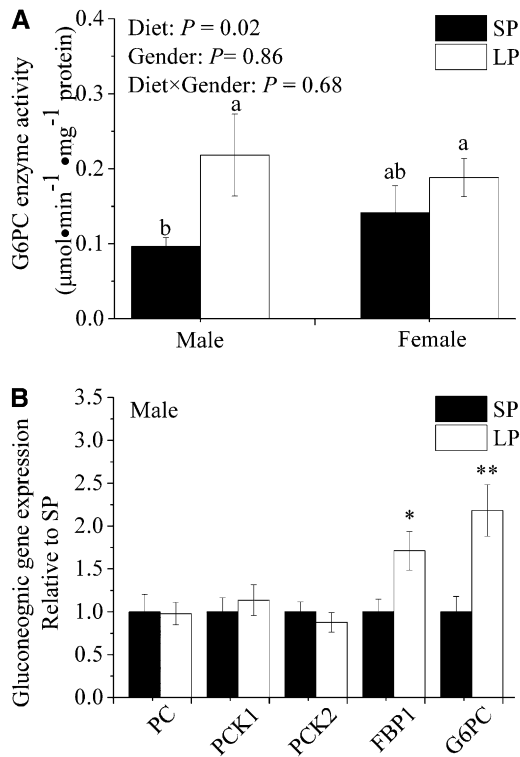 A
Diet: P = 0.02
Gender: P= 0.86
Diet×Gender: P = 0.68
SP
LP
G6PC enzyme activity
(μmol•min-1 •mg-1 protein)
0.4
0.3
0.2
0.1
0.0
b
a
ab
a
Male
Female
B
Male
SP
LP
Gluconeognic gene expression
Relative to SP
3.5
3.0
2.5
2.0
1.5
1.0
0.5
0.0
*
**
PC
PCK1
PCK2
FBP1
G6PC